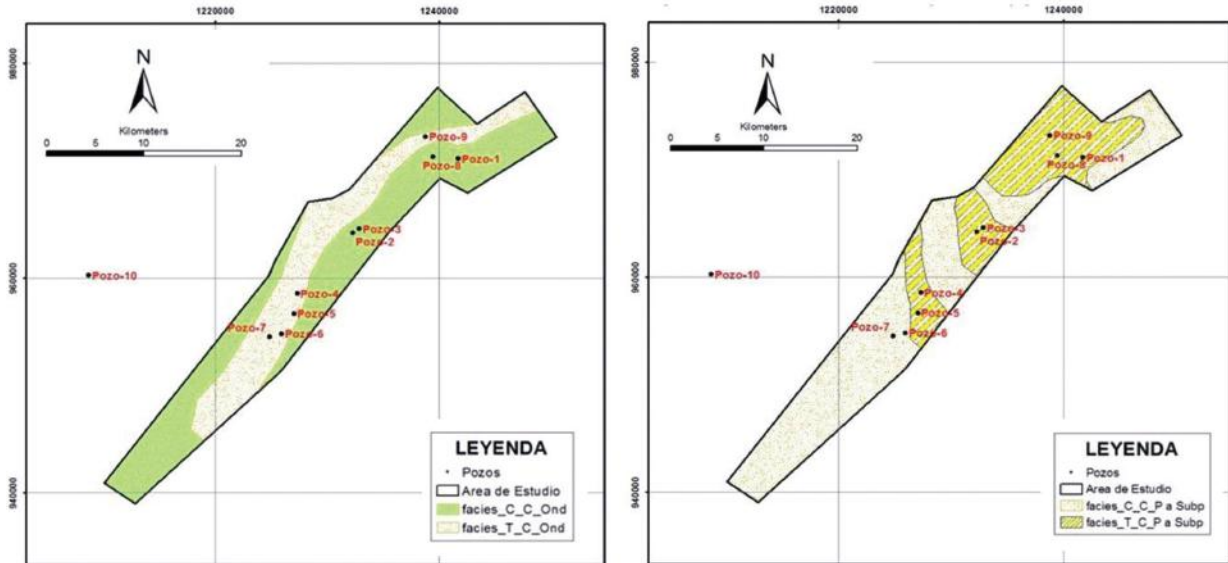 1220000 1240000
980000
960000
940000
N
0 5 10 20
Kilometers
Pozo-9
Pozo-8
Pozo-1
Pozo-3
Pozo-2
Pozo-10
Pozo-4
Pozo-5
Pozo-7
Pozo-6
LEYENDA
Pozos
Area de Estudio
facies_C_C_Ond
facies_T_C_Ond
1220000 1240000
980000
960000
940000
N
Kilometers
0 5 10 20
Pozo-9
Pozo-8
Pozo-1
Pozo-3
Pozo-2
Pozo-10
Pozo-4
Pozo-5
Pozo-7
Pozo-6
LEYENDA
Pozos
Area de Estudio
facies_C_C_P a Subp
facies_T_C_P a Subp